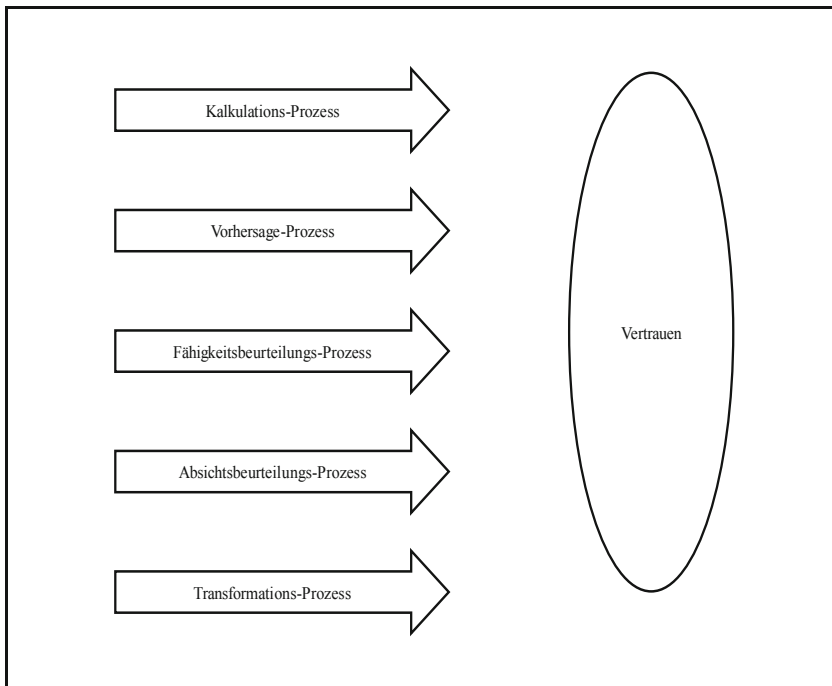 Kalkulations-Prozess
Vorhersage-Prozess
Fähigkeitsbeurteilungs-Prozess
Vertrauen
Absichtsbeurteilungs-Prozess
Transformations-Prozess